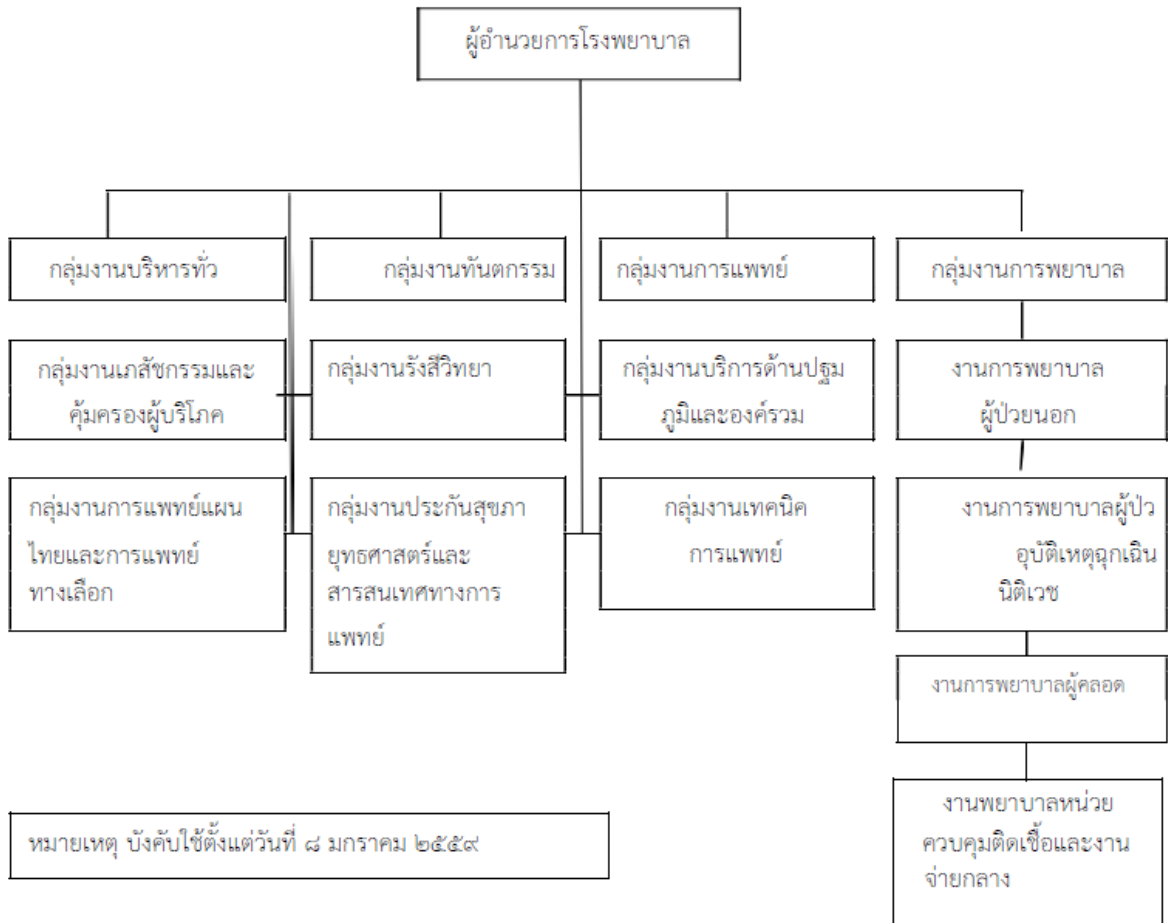 ผู้อำนวยการโรงพยาบาล
กลุ่มงานบริหารทั่ว
กลุ่มงานทันตกรรม
กลุ่มงานการแพทย์
กลุ่มงานการพยาบาล
กลุ่มงานเภสัชกรรมและ
คุ้มครองผู้บริโภค
กลุ่มงานรังสีวิทยา
กลุ่มงานบริการด้านปฐม
ภูมิและองค์รวม
งานการพยาบาล
ผู้ป่วยนอก
กลุ่มงานการแพทย์แผน
ไทยและการแพทย์
ทางเลือก
กลุ่มงานประกันสุขภา
ยุทธศาสตร์และ
สารสนเทศทางการ
แพทย์
กลุ่มงานเทคนิค
การแพทย์
งานการพยาบาลผู้ป่ว
อุบัติเหตุฉุกเฉิน
นิติเวช
งานการพยาบาลผู้คลอด
งานพยาบาลหน่วย
ควบคุมติดเชื้อและงาน
จ่ายกลาง
หมายเหตุ บังคับใช้ตั้งแต่วันที่ ๘ มกราคม ๒๕๕๙